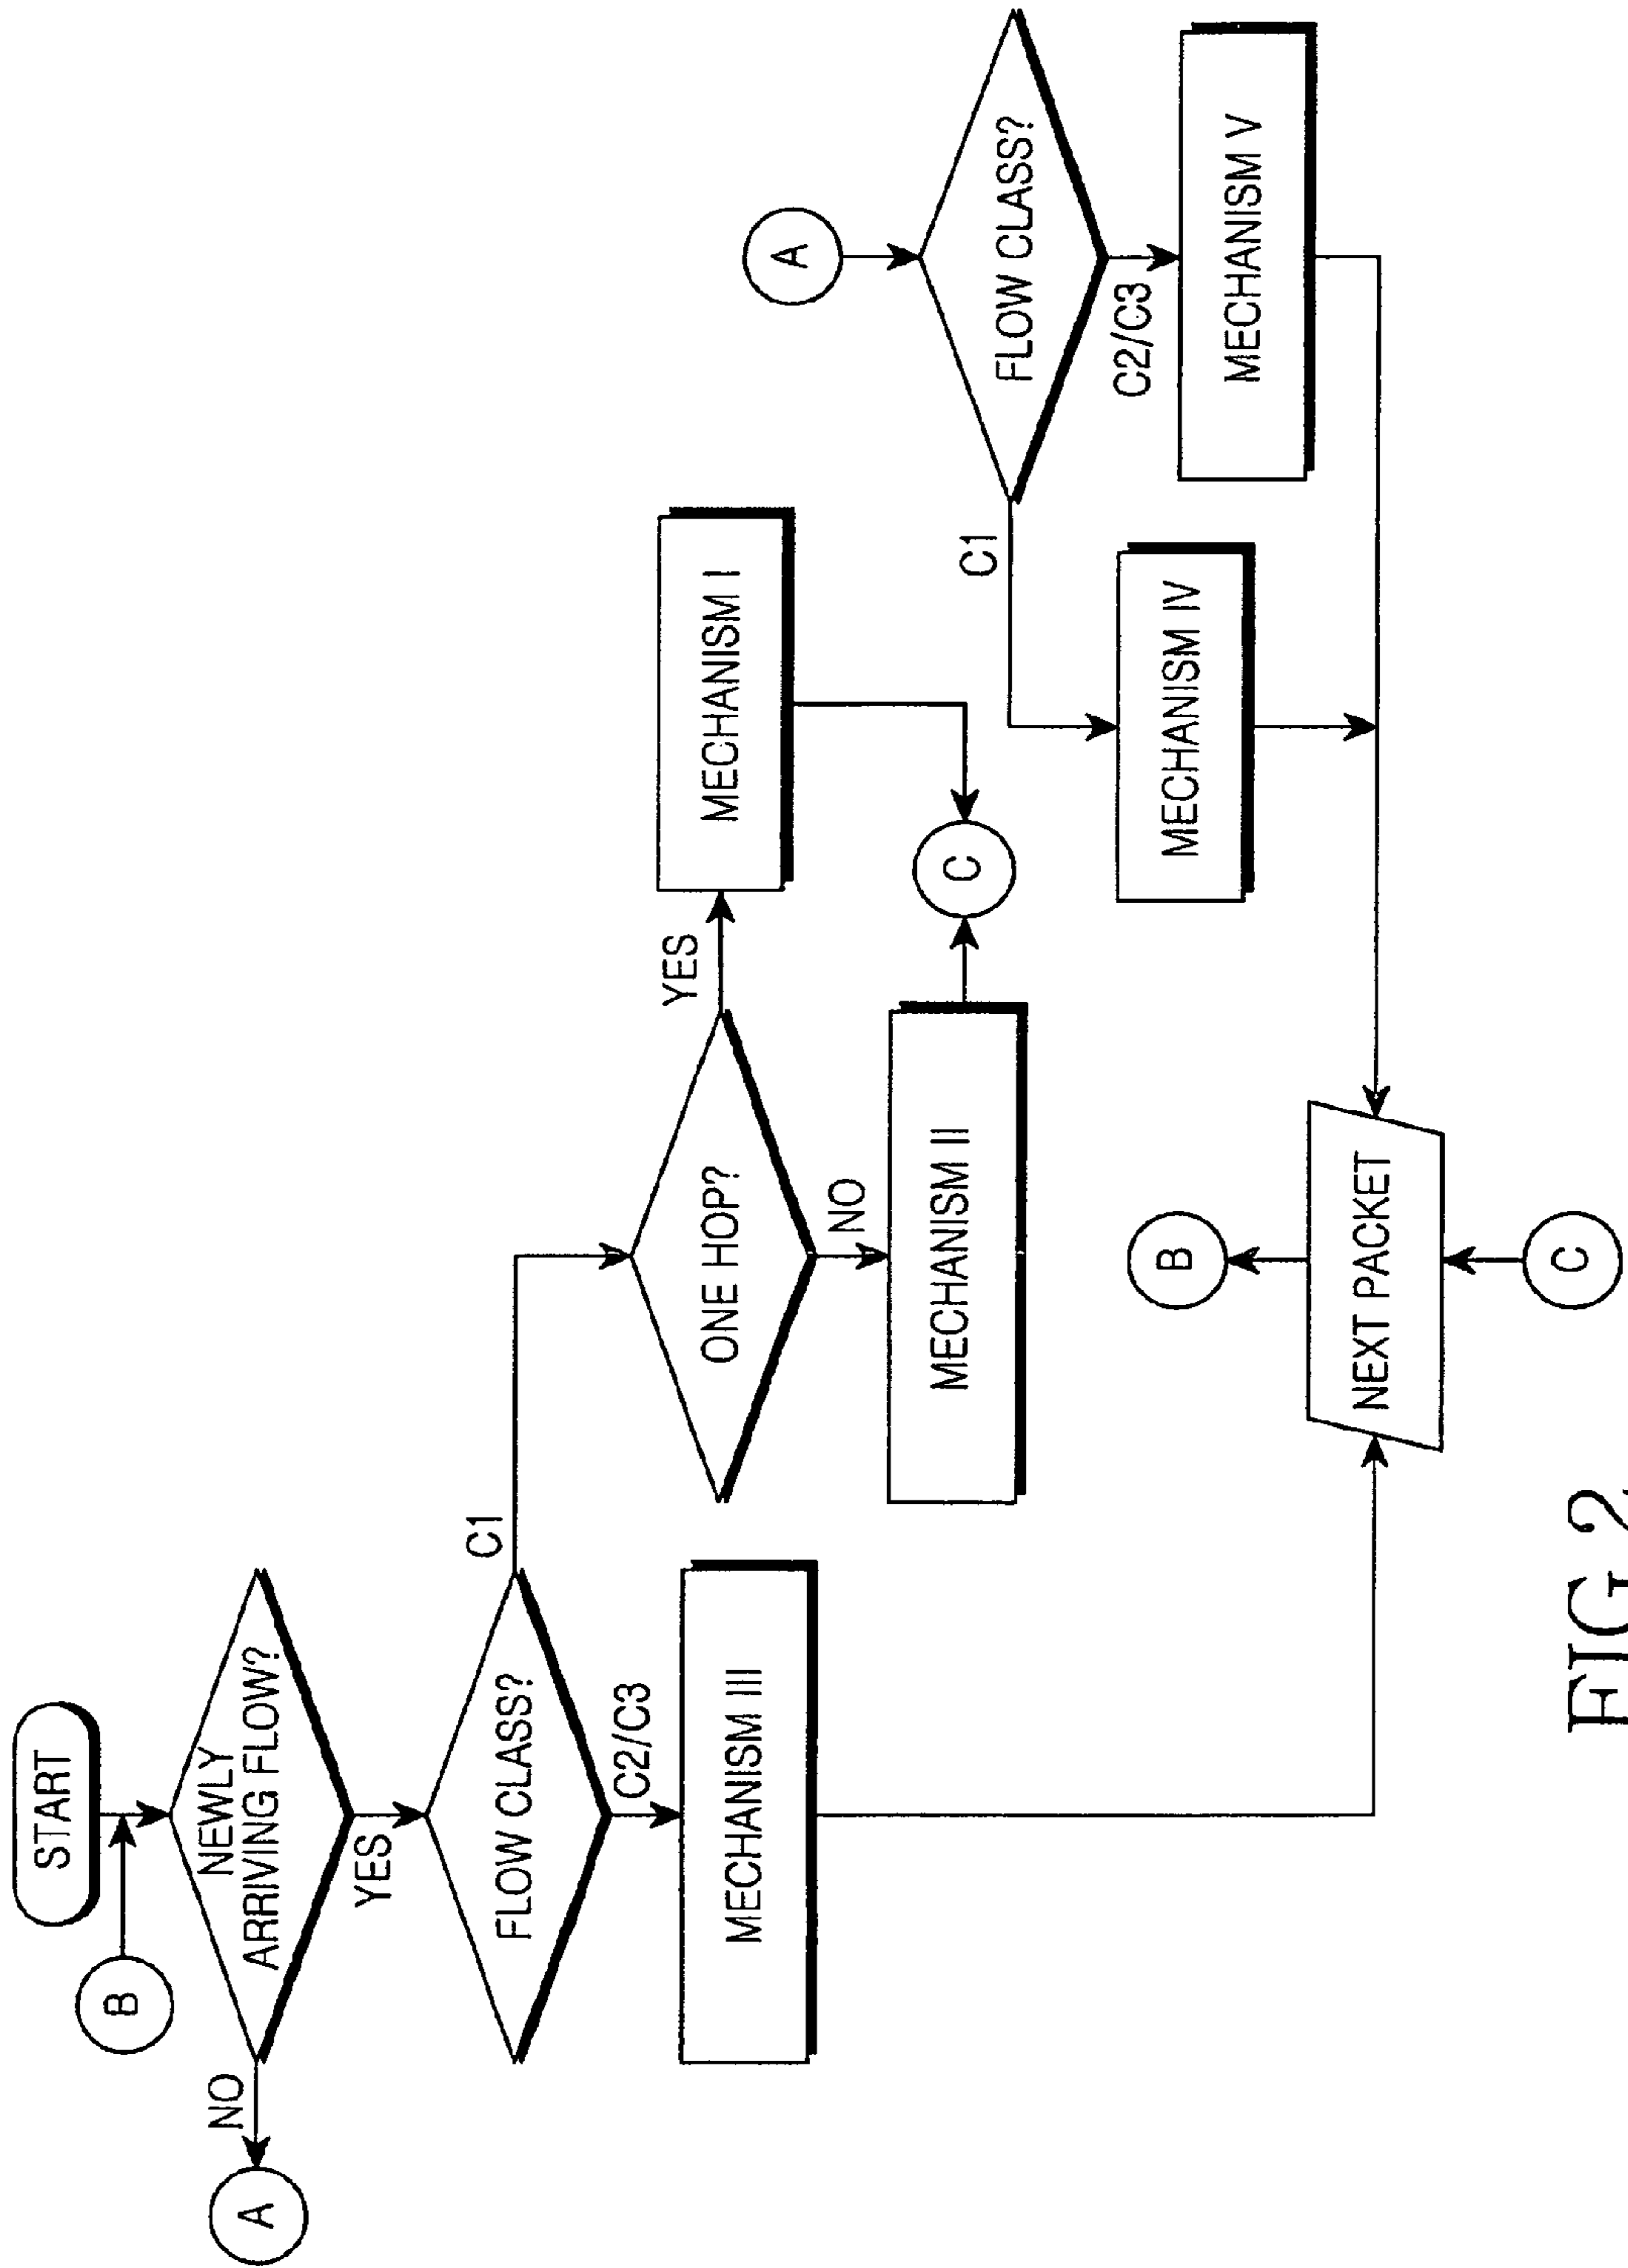 START
B
NEWLY
ARRIVING FLOW?
NO
A
YES
FLOW CLASS?
C1
C2/C3
MECHANISM III
ONE HOP?
YES
MECHANISM I
NO
MECHANISM II
C
A
FLOW CLASS?
C1
C2/C3
MECHANISM IV
MECHANISM V
B
NEXT PACKET
C
FIG.2